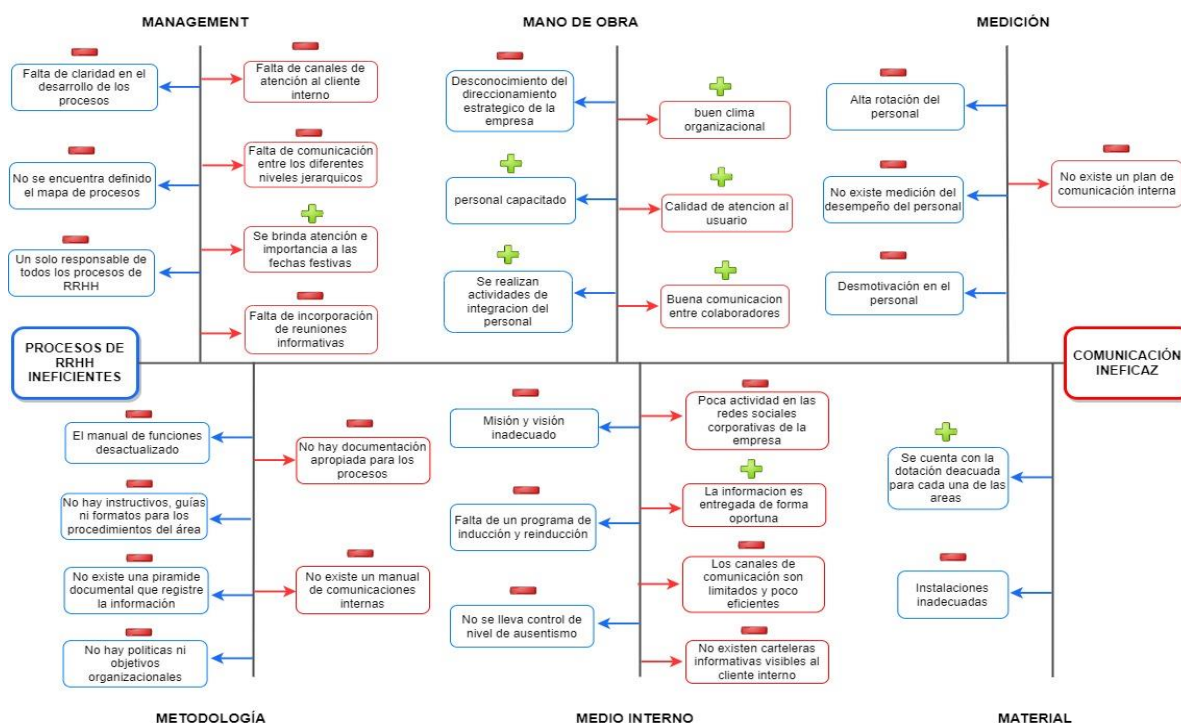 MANAGEMENT
MANO DE OBRA
MEDICIÓN
Falta de claridad en el
desarrollo de los
procesos
No se encuentra definido
el mapa de procesos
Un solo responsable de
todos los procesos de
RRHH
Falta de canales de
atención al cliente
interno
Falta de comunicación
entre los diferentes
niveles jerarquicos
Se brinda atención e
importancia a las
fechas festivas
Falta de incorporación
de reuniones
informativas
Desconocimiento del
direccionamiento
estrategico de la
empresa
personal capacitado
Se realizan
actividades de
integracion del
personal
buen clima
organizacional
Calidad de atencion al
usuario
Buena comunicacion
entre colaboradores
Alta rotación del
personal
No existe medición del
desempeño del personal
Desmotivación en el
personal
No existe un plan de
comunicación interna
PROCESOS DE
RRHH
INEFICIENTES
COMUNICACIÓN
INEFICAZ
El manual de funciones
desactualizado
No hay instructivos, guías
ni formatos para los
procedimientos del área
No existe una piramide
documental que registre
la información
No hay politicas ni
objetivos
organizacionales
No hay documentación
apropiada para los
procesos
No existe un manual
de comunicaciones
internas
Misión y visión
inadecuado
Falta de un programa de
inducción y reinducción
No se lleva control de
nivel de ausentismo
Poca actividad en las
redes sociales
corporativas de la
empresa
La informacion es
entregada de forma
oportuna
Los canales de
comunicación son
limitados y poco
eficientes
No existen carteleras
informativas visibles al
cliente interno
Se cuenta con la
dotación deacuada
para cada una de las
areas
Instalaciones
inadecuadas
METODOLOGÍA
MEDIO INTERNO
MATERIAL